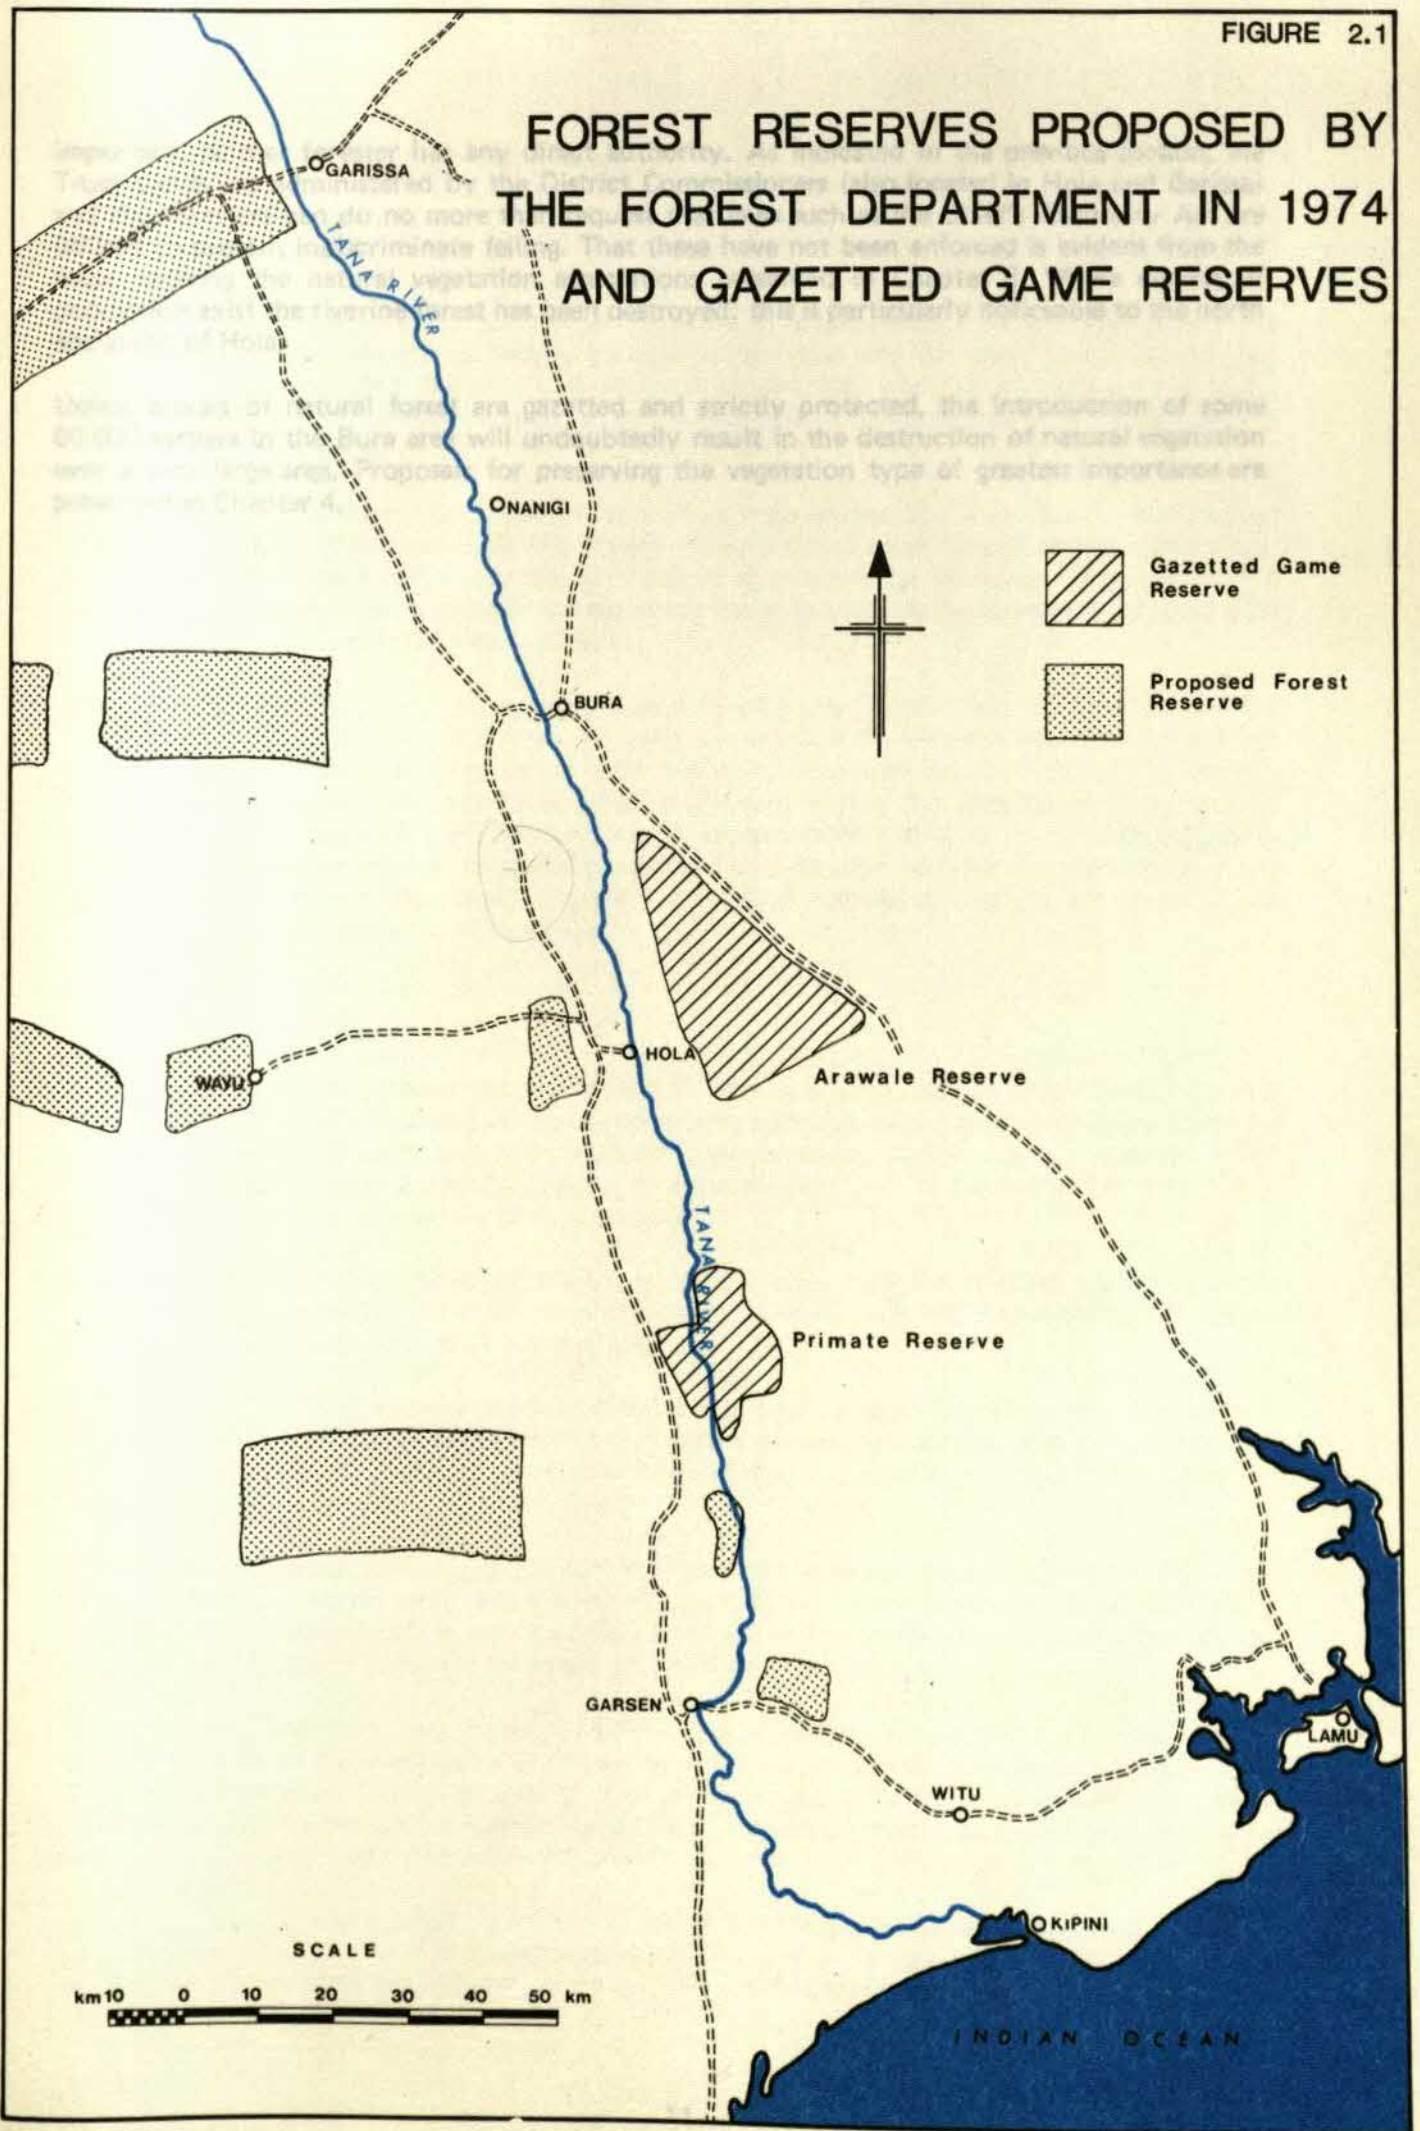 FIGURE 2.1
FOREST RESERVES PROPOSED BY
THE FOREST DEPARTMENT IN 1974
AND GAZETTED GAME RESERVES
GARISSA
TANA RIVER
NANIGI
Gazetted Game
Reserve
Proposed Forest
Reserve
BURA
HOLA
WAYU
Arawale Reserve
TANA RIVER
Primate Reserve
GARSEN
LAMU
WITU
KIPINI
SCALE
km 10 0 10 20 30 40 50 km
INDIAN OCEAN